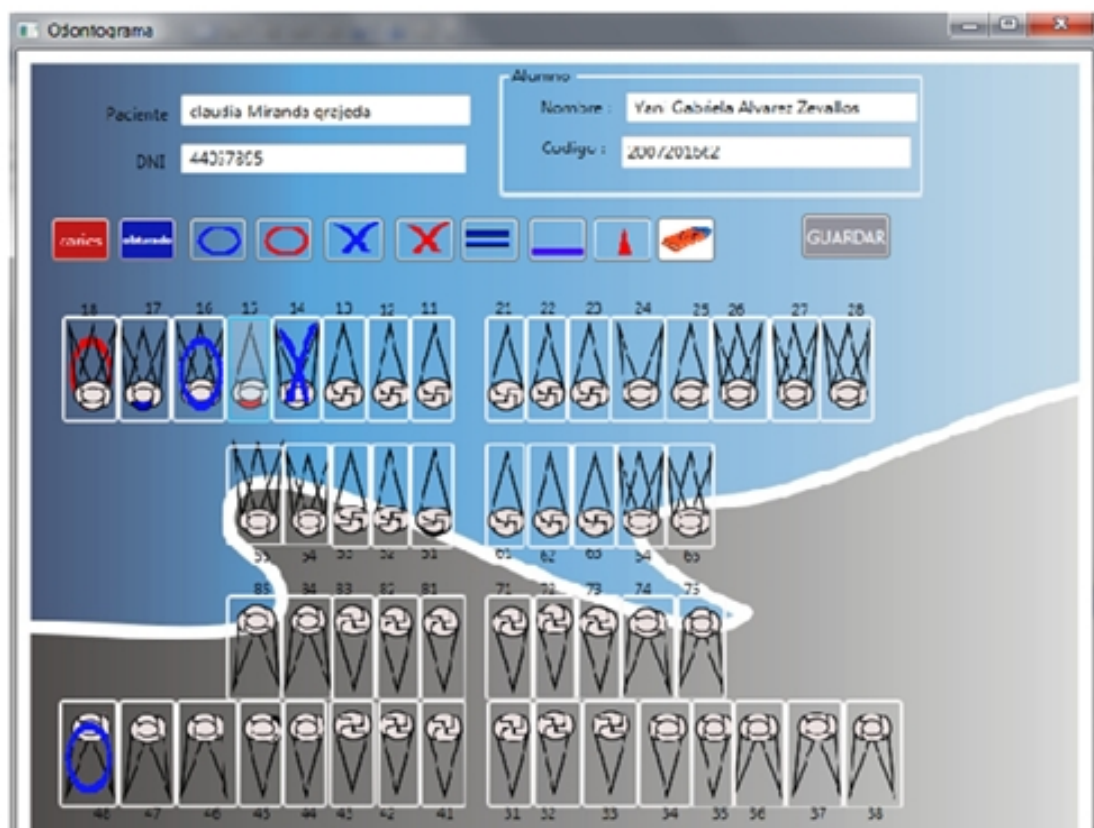 Odontograma
Alumno
Paciente claudia Miranda grajeda
Nombre : Yani Gabriela Alvarez Zevallos
DNI
Codigo :
caries obturado GUARDAR
18 17 16 15 14 13 12 11 21 22 23 24 25 26 27 28
55 54 53 52 51 61 62 63 64 65
85 84 83 82 81 71 72 73 74 75
48 47 46 45 44 43 42 41 31 32 33 34 35 36 37 38